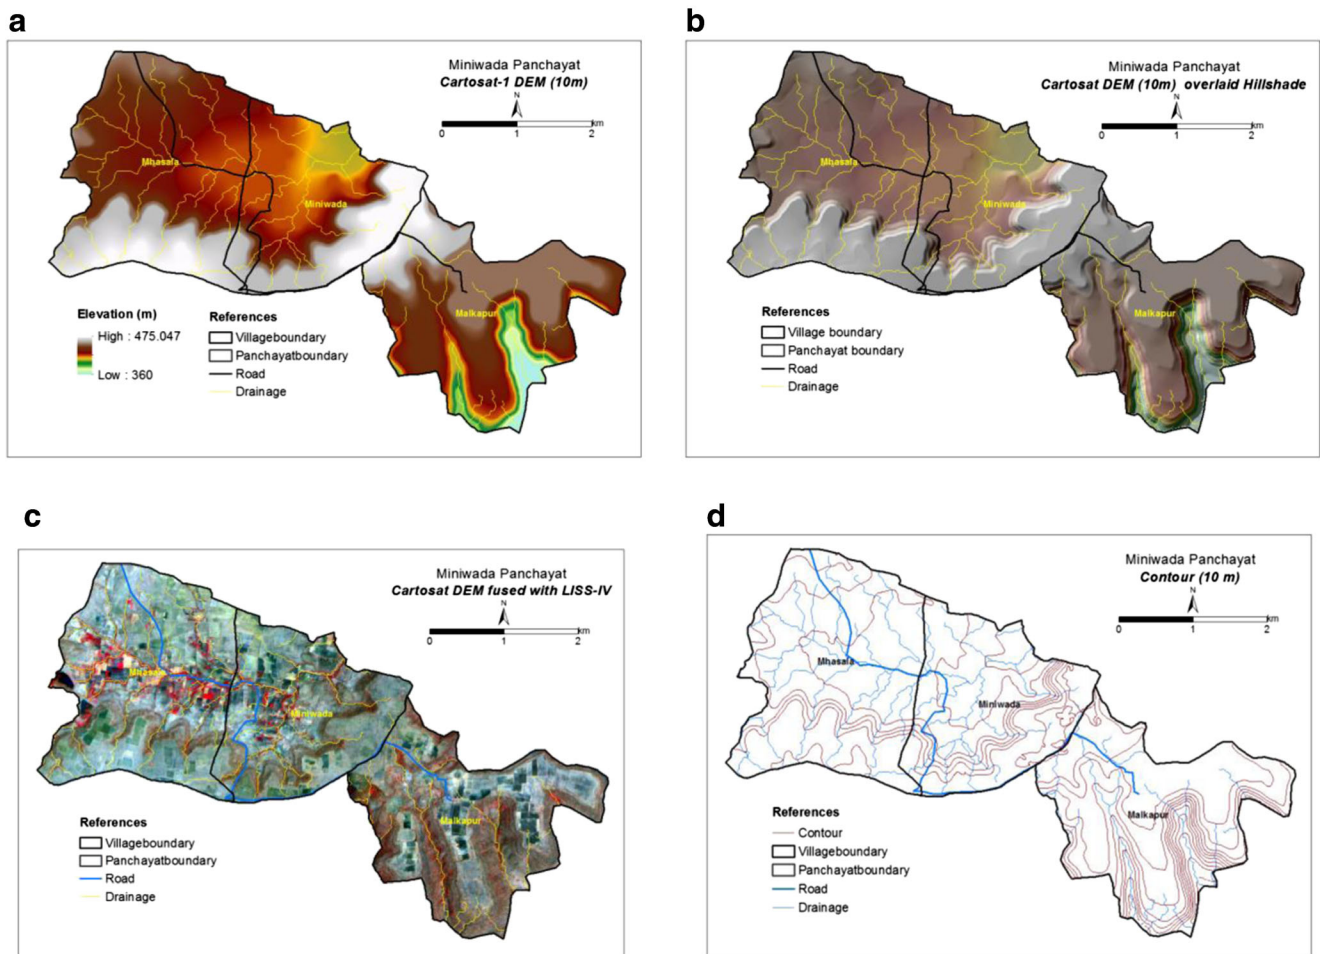 a
Miniwada Panchayat
Cartosat-1 DEM (10m)
N
km
0 1 2
Mhasala
Miniwada
Malkapur
Elevation (m)
High : 475.047
Low : 360
References
Villageboundary
Panchayatboundary
Road
Drainage
b
Miniwada Panchayat
Cartosat DEM (10m) overlaid Hillshade
N
km
0 1 2
Mhasala
Miniwada
Malkapur
References
Village boundary
Panchayat boundary
Road
Drainage
c
Miniwada Panchayat
Cartosat DEM fused with LISS-IV
N
km
0 1 2
Mhasala
Miniwada
Malkapur
References
Villageboundary
Panchayatboundary
Road
Drainage
d
Miniwada Panchayat
Contour (10 m)
N
km
0 1 2
Mhasala
Miniwada
Malkapur
References
Contour
Villageboundary
Panchayatboundary
Road
Drainage